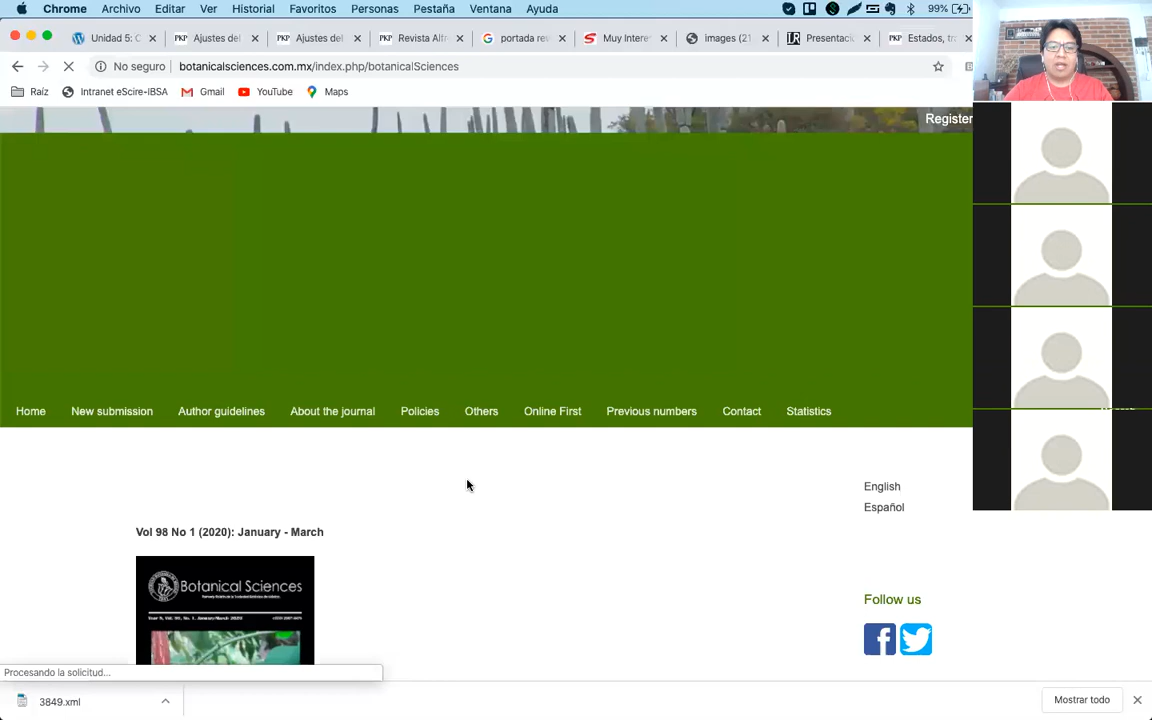 Chrome Archivo Editar Ver Historial Favoritos Personas Pestaña Ventana Ayuda 99%
Unidad 5: C Ajustes del Ajustes del Revista Alfr portada rev Muy Intere images (21 Presentac Estados, tra
No seguro botanicalsciences.com.mx/index.php/botanicalSciences
Raíz Intranet eScire-IBSA Gmail YouTube Maps
Register
Home New submission Author guidelines About the journal Policies Others Online First Previous numbers Contact Statistics
English
Español
Vol 98 No 1 (2020): January - March
Botanical Sciences
Follow us
Procesando la solicitud...
3849.xml Mostrar todo